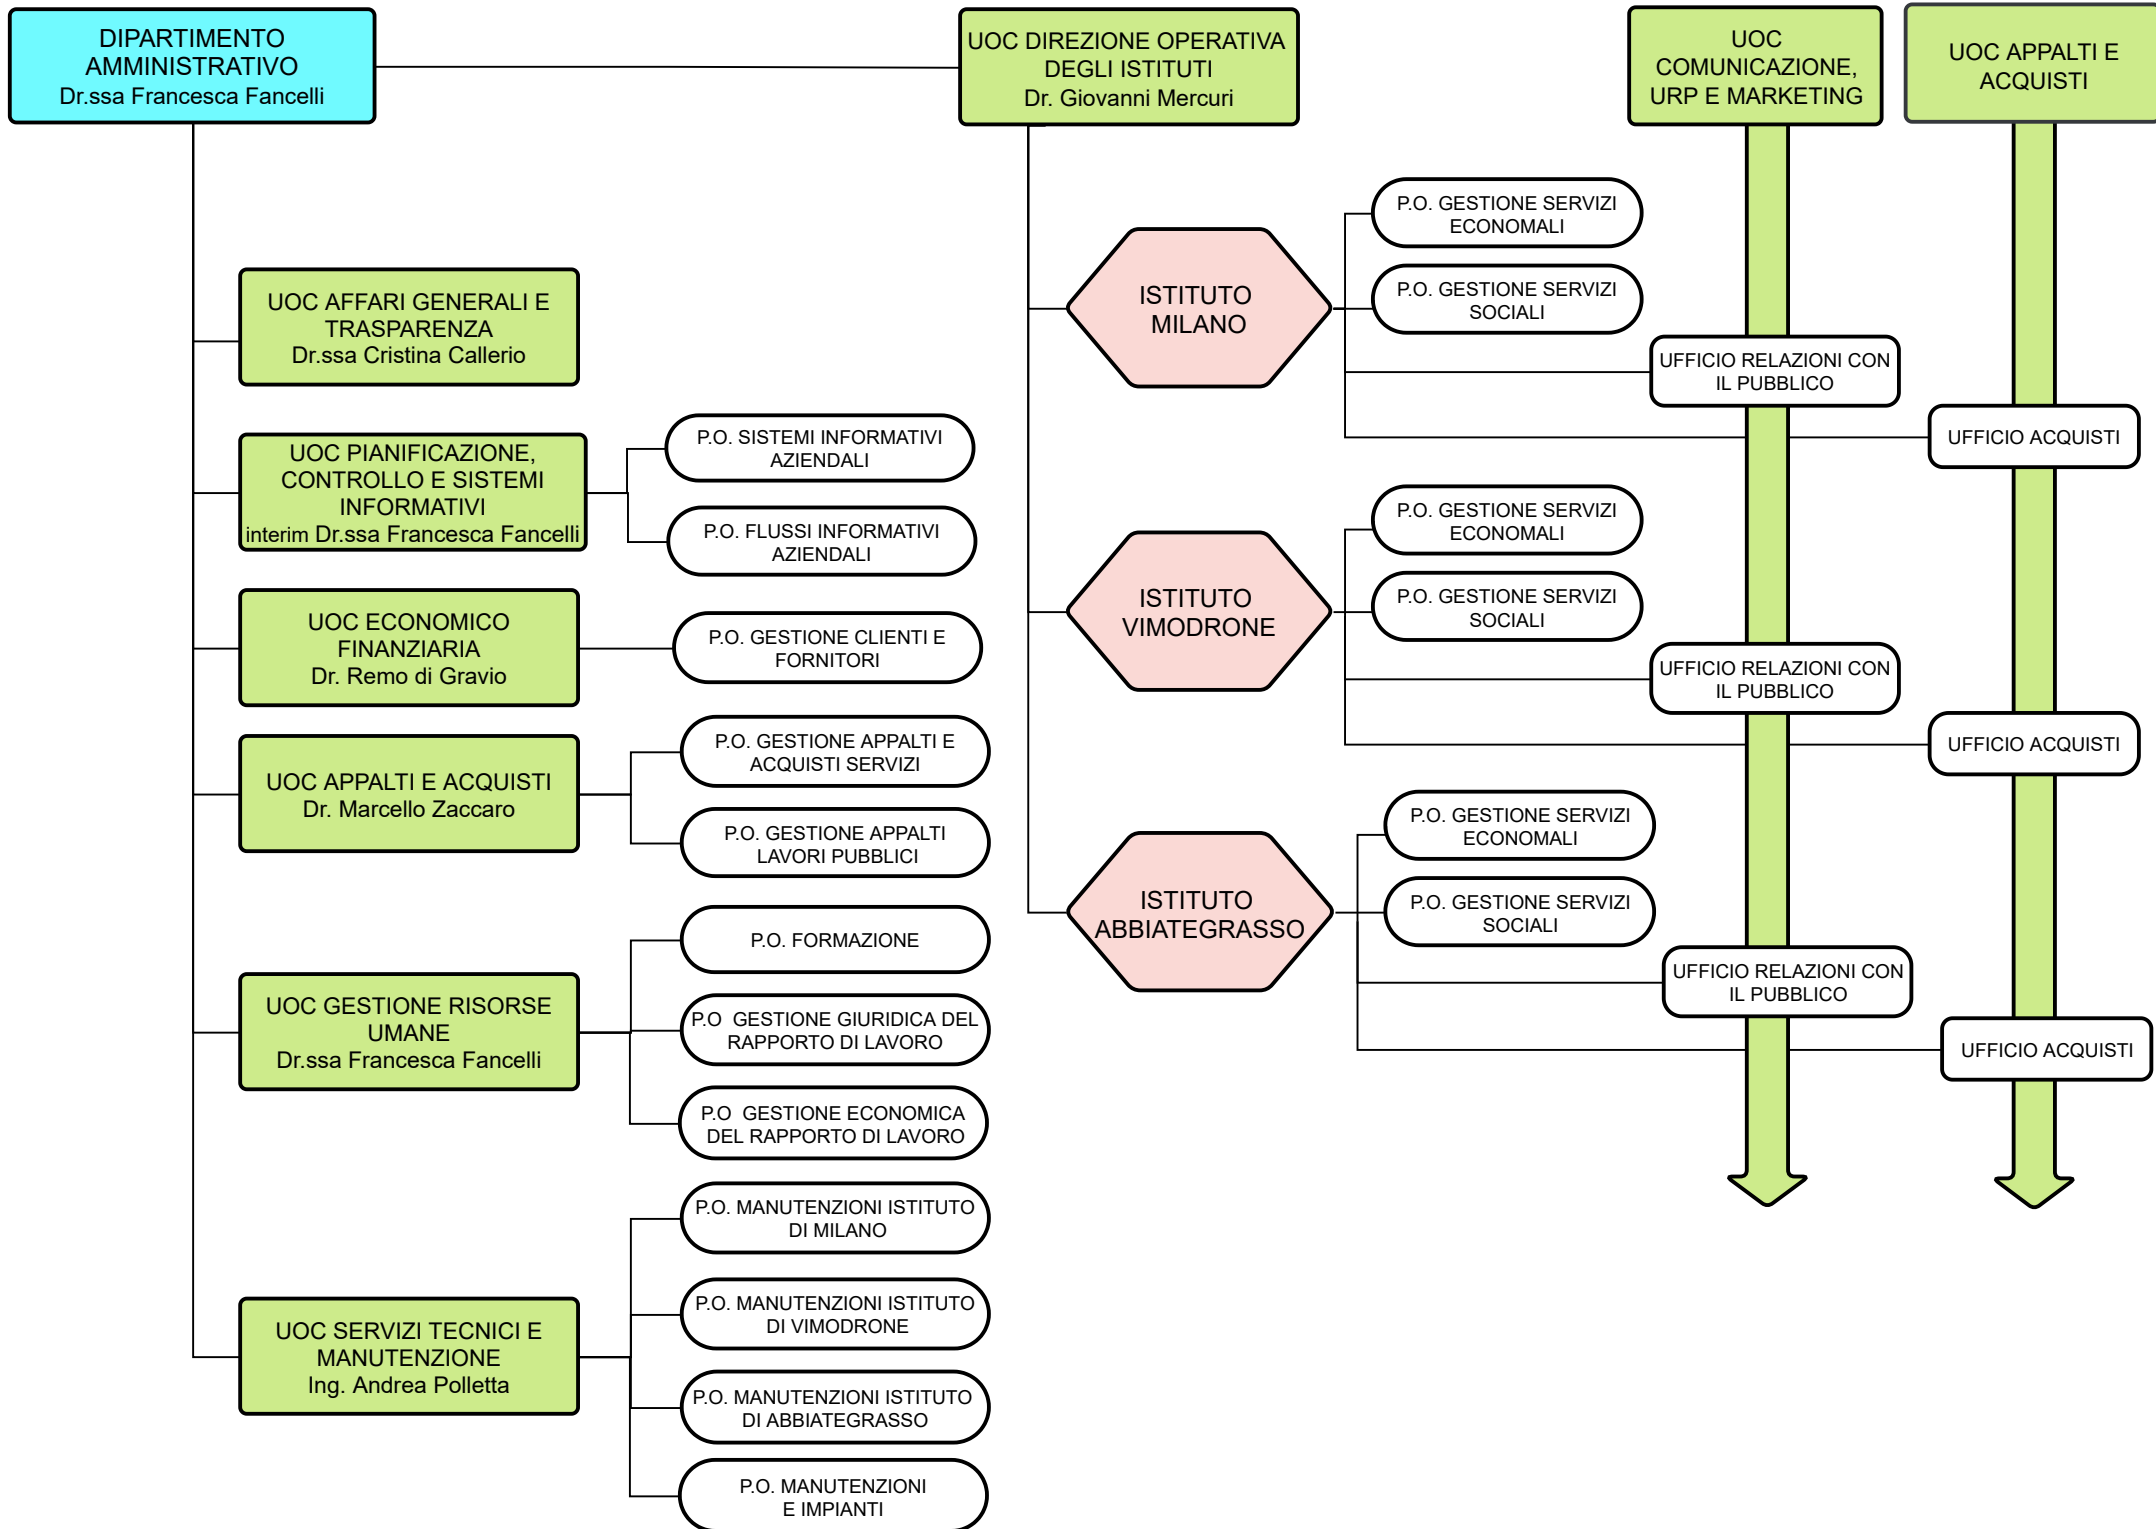 DIPARTIMENTO
AMMINISTRATIVO
Dr.ssa Francesca Fancelli
UOC DIREZIONE OPERATIVA
DEGLI ISTITUTI
Dr. Giovanni Mercuri
UOC
COMUNICAZIONE,
URP E MARKETING
UOC APPALTI E
ACQUISTI
UOC AFFARI GENERALI E
TRASPARENZA
Dr.ssa Cristina Callerio
UOC PIANIFICAZIONE,
CONTROLLO E SISTEMI
INFORMATIVI
interim Dr.ssa Francesca Fancelli
P.O. SISTEMI INFORMATIVI
AZIENDALI
P.O. FLUSSI INFORMATIVI
AZIENDALI
UOC ECONOMICO
FINANZIARIA
Dr. Remo di Gravio
P.O. GESTIONE CLIENTI E
FORNITORI
UOC APPALTI E ACQUISTI
Dr. Marcello Zaccaro
P.O. GESTIONE APPALTI E
ACQUISTI SERVIZI
P.O. GESTIONE APPALTI
LAVORI PUBBLICI
UOC GESTIONE RISORSE
UMANE
Dr.ssa Francesca Fancelli
P.O. FORMAZIONE
P.O  GESTIONE GIURIDICA DEL
RAPPORTO DI LAVORO
P.O  GESTIONE ECONOMICA
DEL RAPPORTO DI LAVORO
UOC SERVIZI TECNICI E
MANUTENZIONE
Ing. Andrea Polletta
P.O. MANUTENZIONI ISTITUTO
DI MILANO
P.O. MANUTENZIONI ISTITUTO
DI VIMODRONE
P.O. MANUTENZIONI ISTITUTO
DI ABBIATEGRASSO
P.O. MANUTENZIONI
E IMPIANTI
ISTITUTO
MILANO
P.O. GESTIONE SERVIZI
ECONOMALI
P.O. GESTIONE SERVIZI
SOCIALI
UFFICIO RELAZIONI CON
IL PUBBLICO
UFFICIO ACQUISTI
ISTITUTO
VIMODRONE
P.O. GESTIONE SERVIZI
ECONOMALI
P.O. GESTIONE SERVIZI
SOCIALI
UFFICIO RELAZIONI CON
IL PUBBLICO
UFFICIO ACQUISTI
ISTITUTO
ABBIATEGRASSO
P.O. GESTIONE SERVIZI
ECONOMALI
P.O. GESTIONE SERVIZI
SOCIALI
UFFICIO RELAZIONI CON
IL PUBBLICO
UFFICIO ACQUISTI